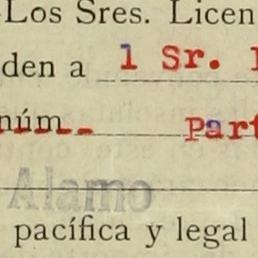 Los Sres. Licen
den a 1 Sr.
núm. Part
Alamo
pacífica y legal